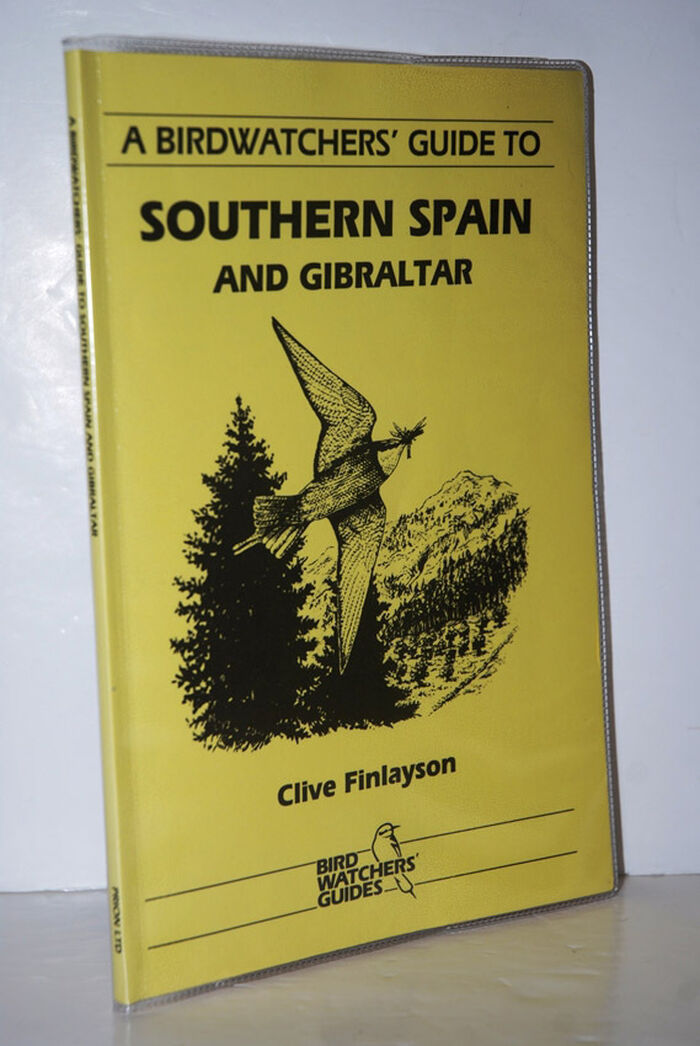 A BIRDWATCHERS' GUIDE TO
SOUTHERN SPAIN
AND GIBRALTAR
Clive Finlayson
BIRD
WATCHERS'
GUIDES
A BIRDWATCHERS' GUIDE TO SOUTHERN SPAIN AND GIBRALTAR
PRION LTD